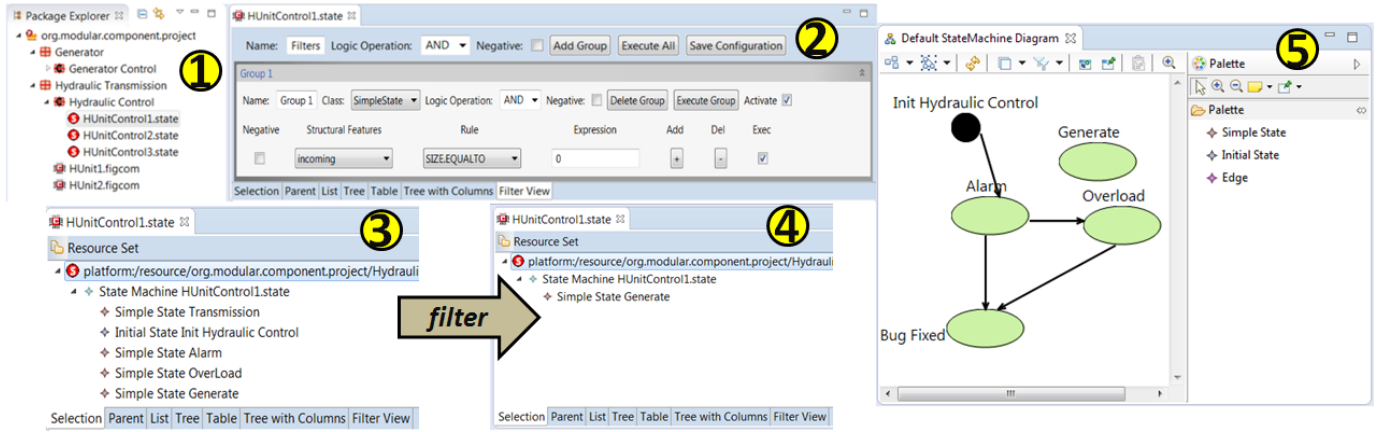 Package Explorer
org.modular.component.project
Generator
Generator Control
Hydraulic Transmission
Hydraulic Control
HUnitControl1.state
HUnitControl2.state
HUnitControl3.state
HUnit1.figcom
HUnit2.figcom
1
HUnitControl1.state
Name: Filters Logic Operation: AND Negative: Add Group Execute All Save Configuration
2
Group 1
Name: Group 1 Class: SimpleState Logic Operation: AND Negative: Delete Group Execute Group Activate
Negative Structural Features Rule Expression Add Del Exec
incoming SIZE.EQUALTO 0 + -
Selection Parent List Tree Table Tree with Columns Filter View
HUnitControl1.state
3
Resource Set
platform:/resource/org.modular.component.project/Hydrauli
State Machine HUnitControl1.state
Simple State Transmission
Initial State Init Hydraulic Control
Simple State Alarm
Simple State OverLoad
Simple State Generate
Selection Parent List Tree Table Tree with Columns Filter View
filter
HUnitControl1.state
4
Resource Set
platform:/resource/org.modular.component.project/Hydrauli
State Machine HUnitControl1.state
Simple State Generate
Selection Parent List Tree Table Tree with Columns Filter View
Default StateMachine Diagram
5
Init Hydraulic Control
Generate
Alarm
Overload
Bug Fixed
Palette
Palette
Simple State
Initial State
Edge